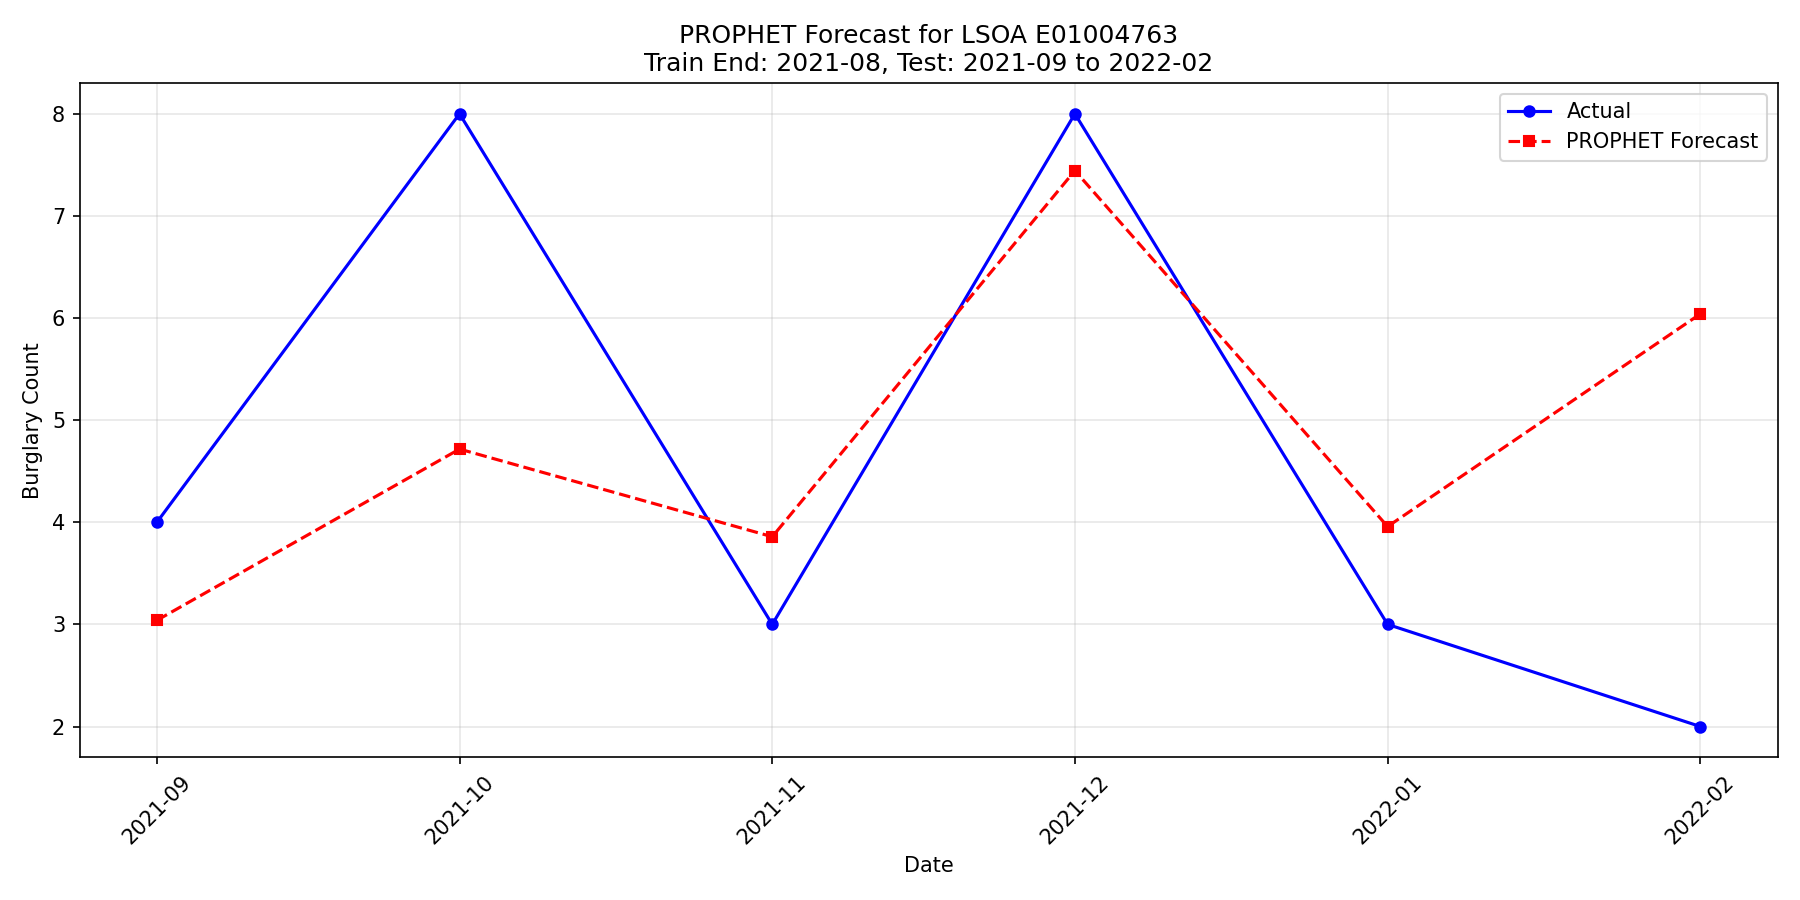 PROPHET Forecast for LSOA E01004763
Train End: 2021-08, Test: 2021-09 to 2022-02
Actual
PROPHET Forecast
Burglary Count
8
7
6
5
4
3
2
2021-09
2021-10
2021-11
2021-12
2022-01
2022-02
Date